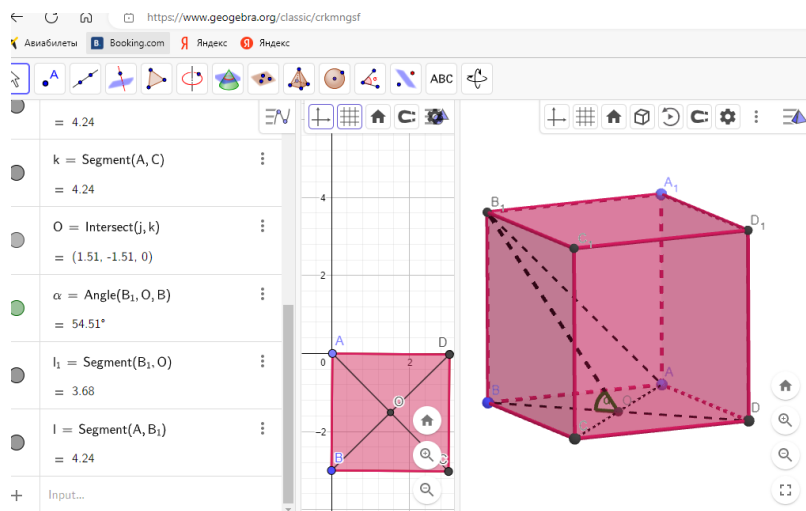 https://www.geogebra.org/classic/crkmngsf
Авиабилеты B Booking.com Я Яндекс Я Яндекс
A ABC
= 4.24
k = Segment(A, C)
= 4.24
O = Intersect(j, k)
= (1.51, -1.51, 0)
α = Angle(B₁, O, B)
= 54.51°
l₁ = Segment(B₁, O)
= 3.68
l = Segment(A, B₁)
= 4.24
Input...
4
2
0
2
−2
A
D
O
B
C
A₁
B₁
D₁
A
B
α
O
D